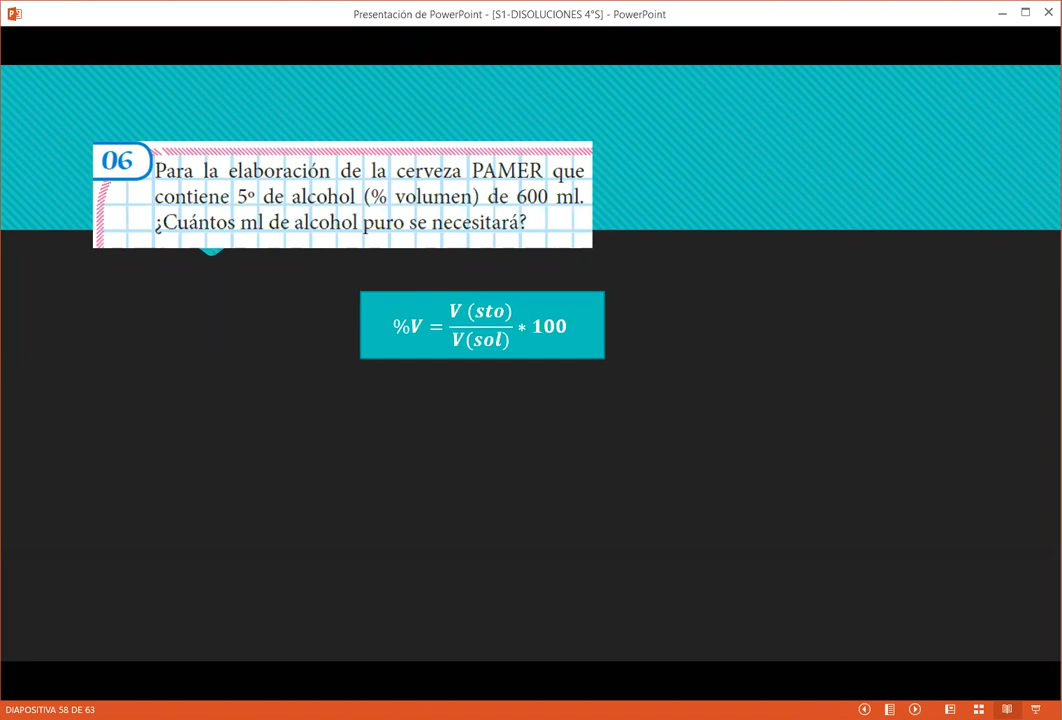 Presentación de PowerPoint - [S1-DISOLUCIONES 4°S] - PowerPoint
06
Para la elaboración de la cerveza PAMER que
contiene 5º de alcohol (% volumen) de 600 ml.
¿Cuántos ml de alcohol puro se necesitará?
%V = V (sto) / V(sol) * 100
DIAPOSITIVA 58 DE 63